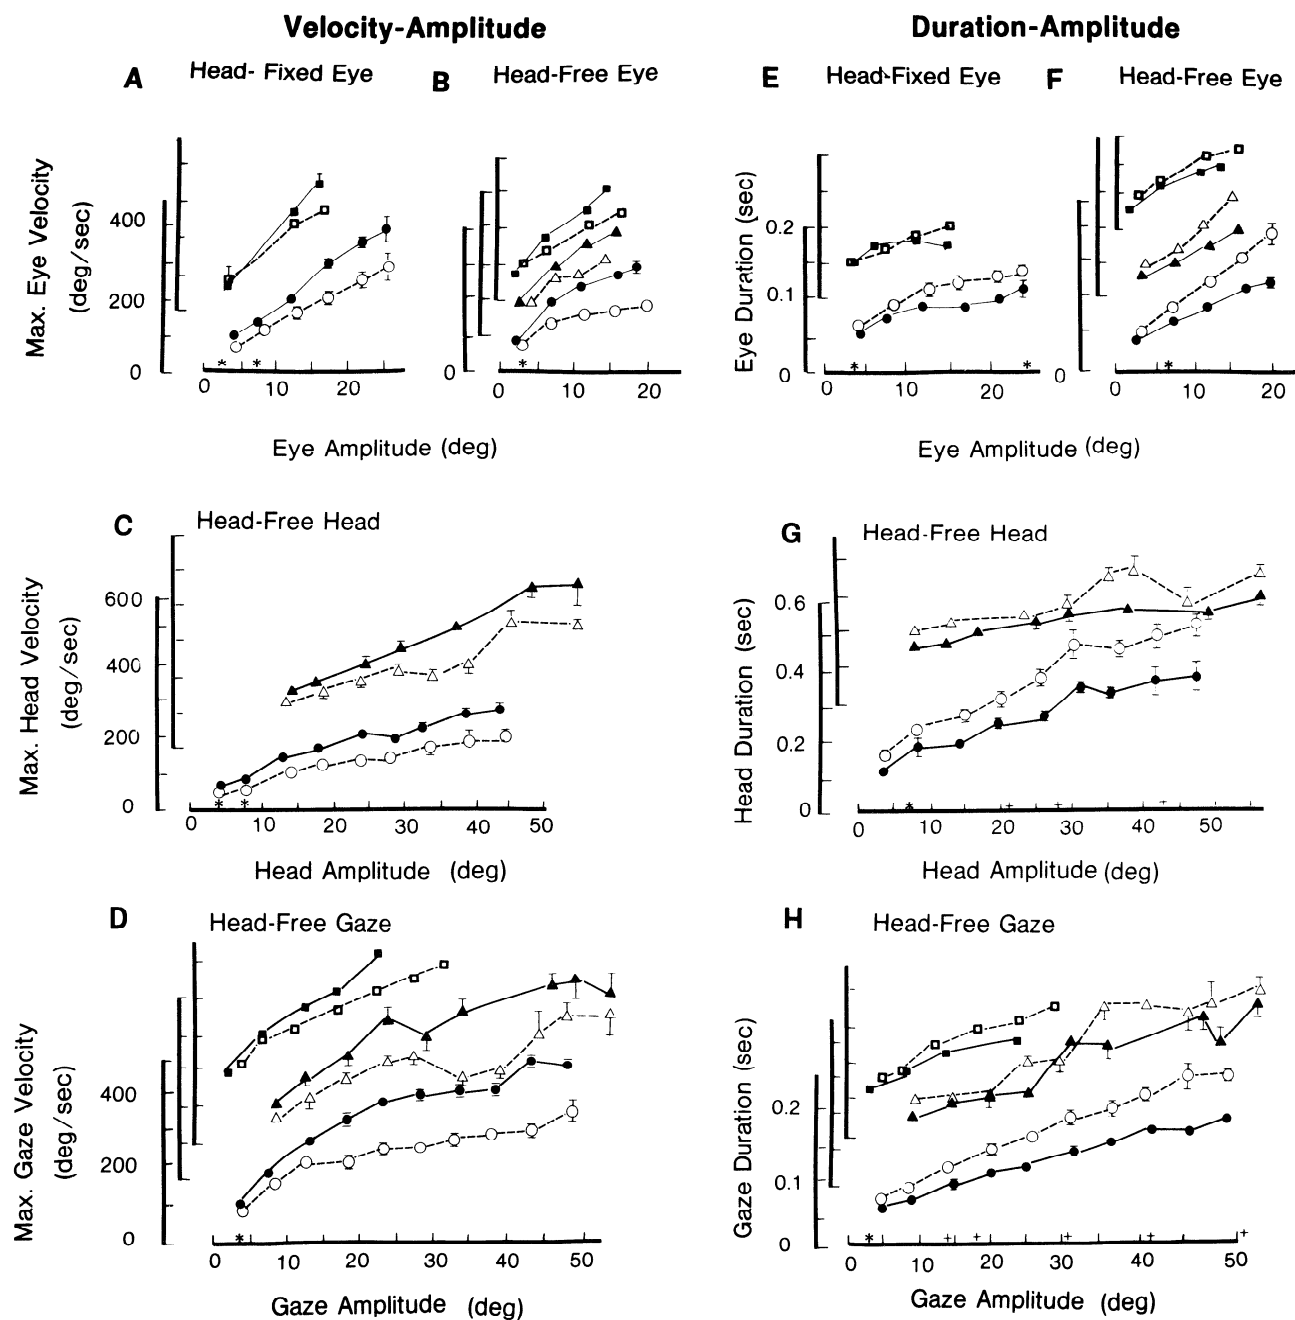 Velocity-Amplitude
Duration-Amplitude
A Head- Fixed Eye
B Head-Free Eye
E Head-Fixed Eye
F Head-Free Eye
Max. Eye Velocity
(deg/sec)
400
200
0
0 10 20
0 10 20
* *
*
Eye Amplitude (deg)
Eye Duration (sec)
0.2
0.1
0
0
0 10 20
0 10 20
* *
*
Eye Amplitude (deg)
C Head-Free Head
Max. Head Velocity
(deg/sec)
600
400
200
0
* *
0 10 20 30 40 50
Head Amplitude (deg)
G Head-Free Head
Head Duration (sec)
0.6
0.4
0.2
0
* + + +
0 10 20 30 40 50
Head Amplitude (deg)
D Head-Free Gaze
Max. Gaze Velocity
(deg/sec)
400
200
0
*
0 10 20 30 40 50
Gaze Amplitude (deg)
H Head-Free Gaze
Gaze Duration (sec)
0.2
0.1
0
* + + + + +
0 10 20 30 40 50
Gaze Amplitude (deg)